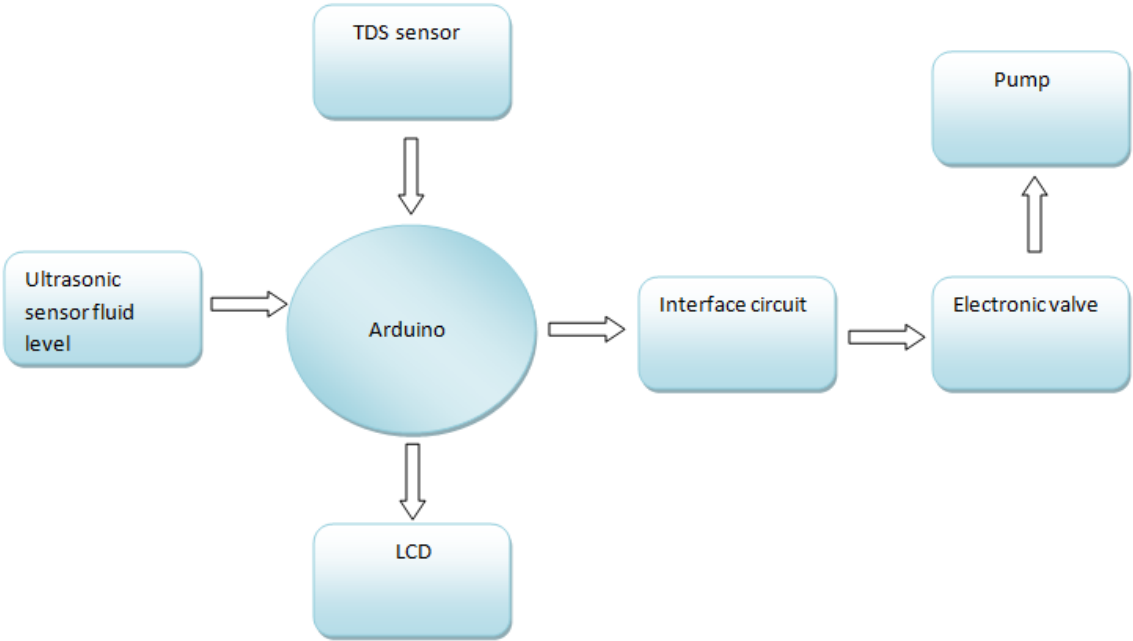 TDS sensor
Pump
Ultrasonic
sensor fluid
level
Arduino
Interface circuit
Electronic valve
LCD